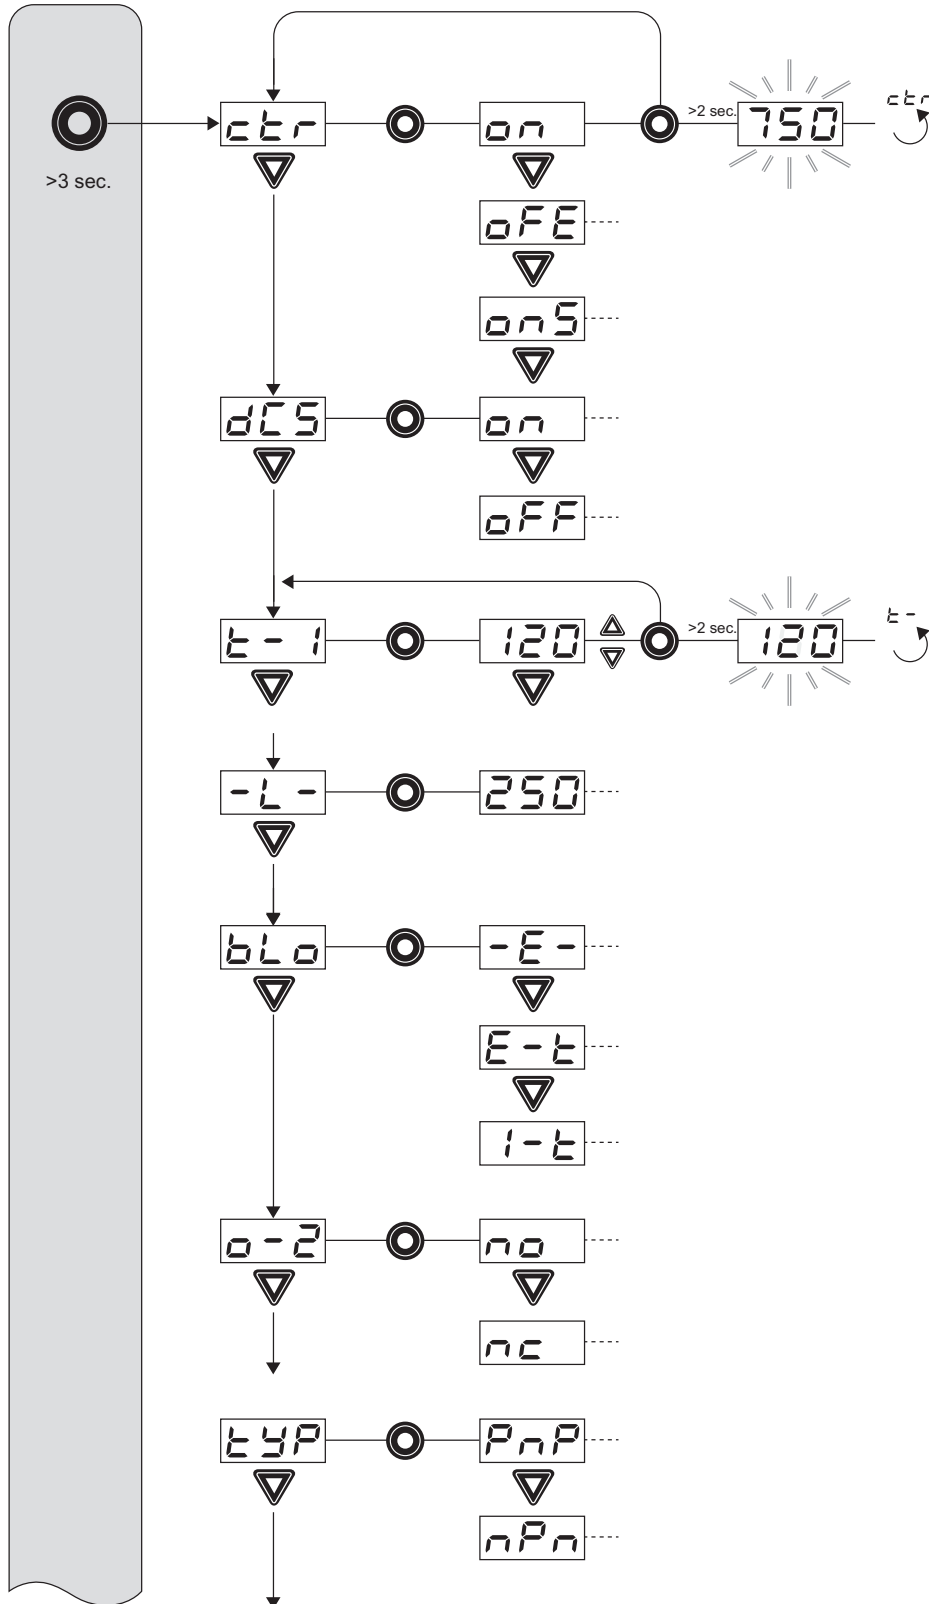 ctr on >2 sec. 750 ctr
>3 sec.
oFE
onS
dCS on
oFF
t-1 120 >2 sec. 120 t-
-L- 250
bLo -E-
E-t
1-t
o-2 no
nc
tYP PnP
nPn